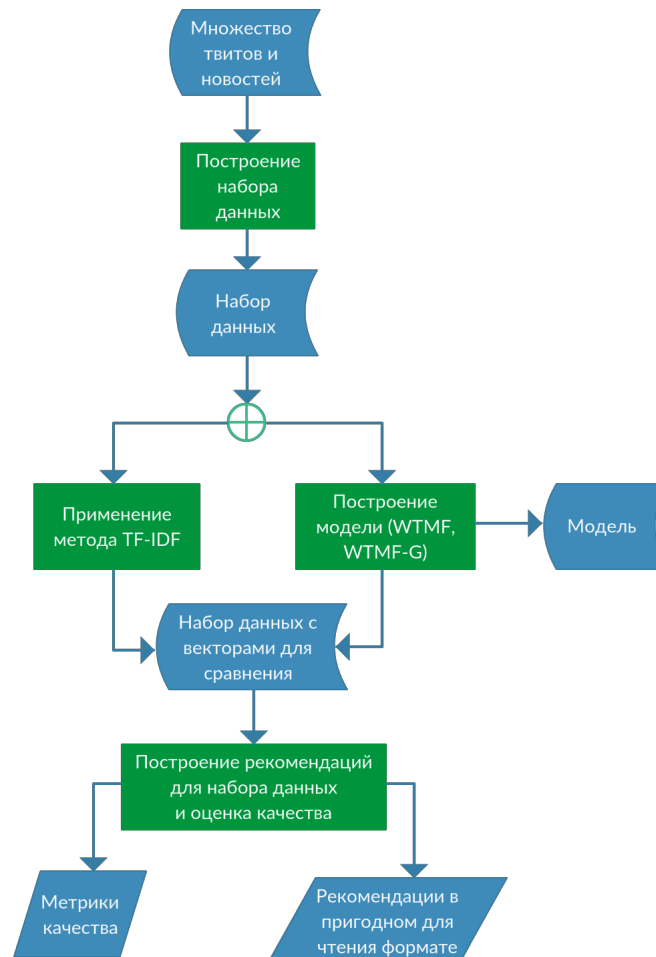 Множество
твитов и
новостей
Построение
набора
данных
Набор
данных
Применение
метода TF-IDF
Построение
модели (WTMF,
WTMF-G)
Модель
Набор данных с
векторами для
сравнения
Построение рекомендаций
для набора данных
и оценка качества
Метрики
качества
Рекомендации в
пригодном для
чтения формате